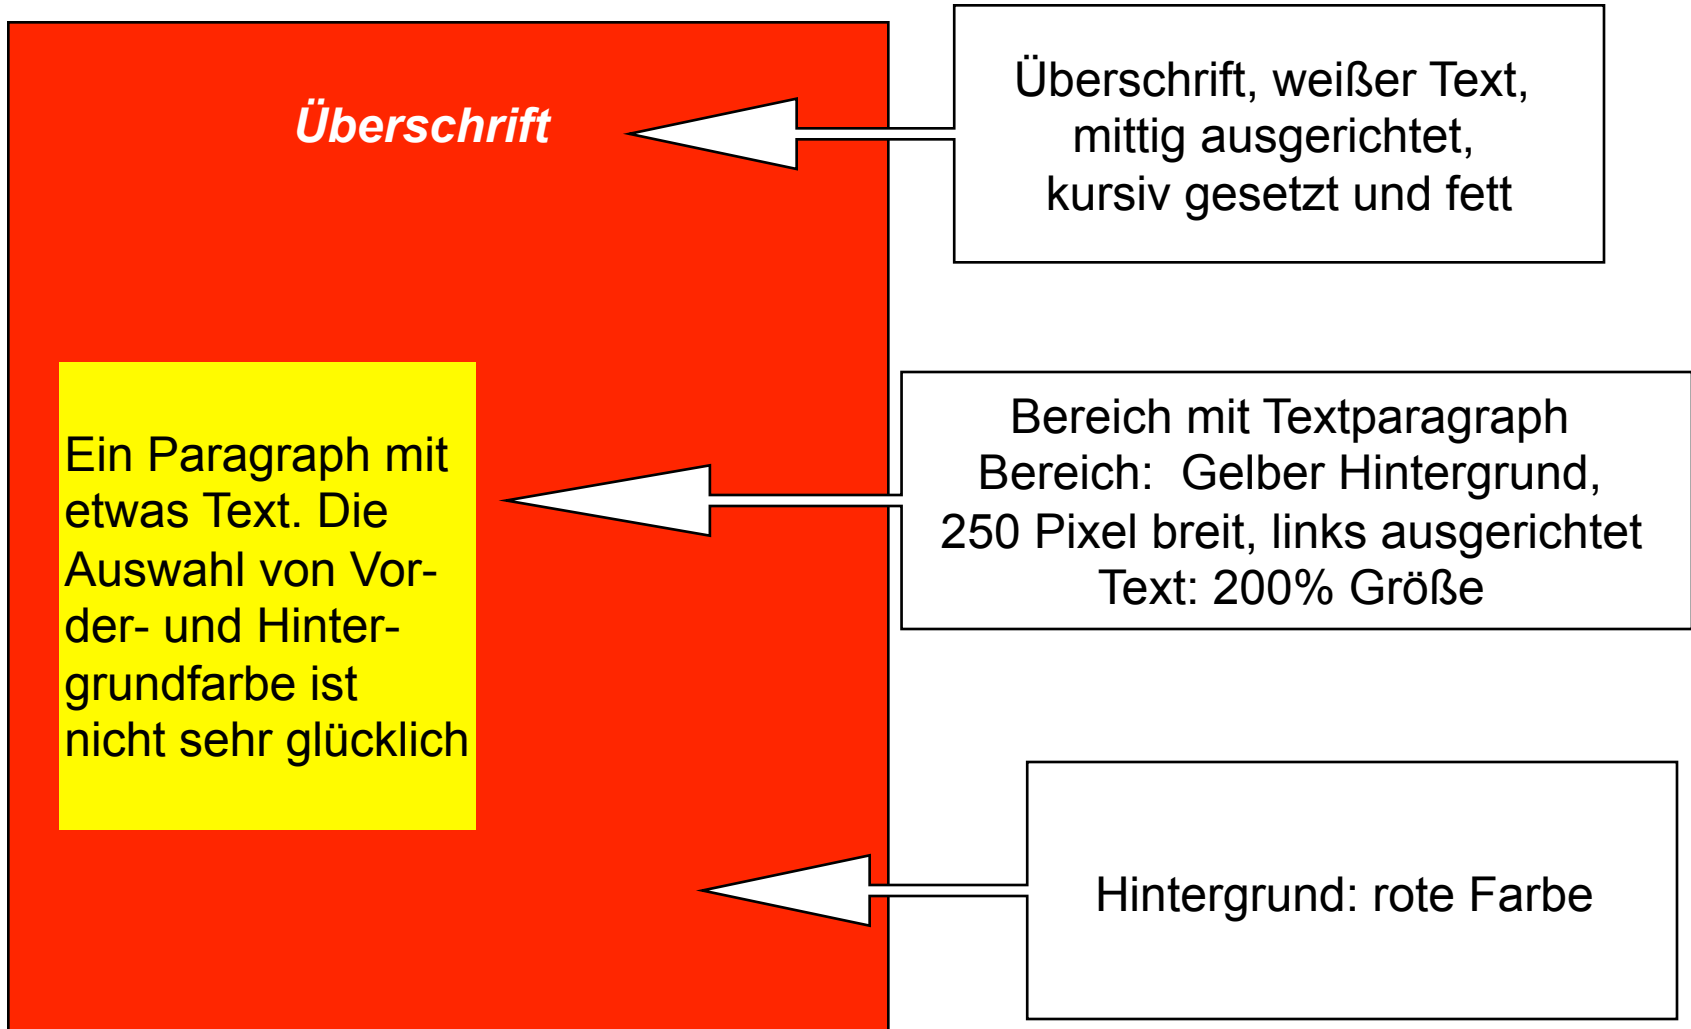 Überschrift
Überschrift, weißer Text,
mittig ausgerichtet,
kursiv gesetzt und fett
Ein Paragraph mit
etwas Text. Die
Auswahl von Vor-
der- und Hinter-
grundfarbe ist
nicht sehr glücklich
Bereich mit Textparagraph
Bereich:  Gelber Hintergrund,
250 Pixel breit, links ausgerichtet
Text: 200% Größe
Hintergrund: rote Farbe